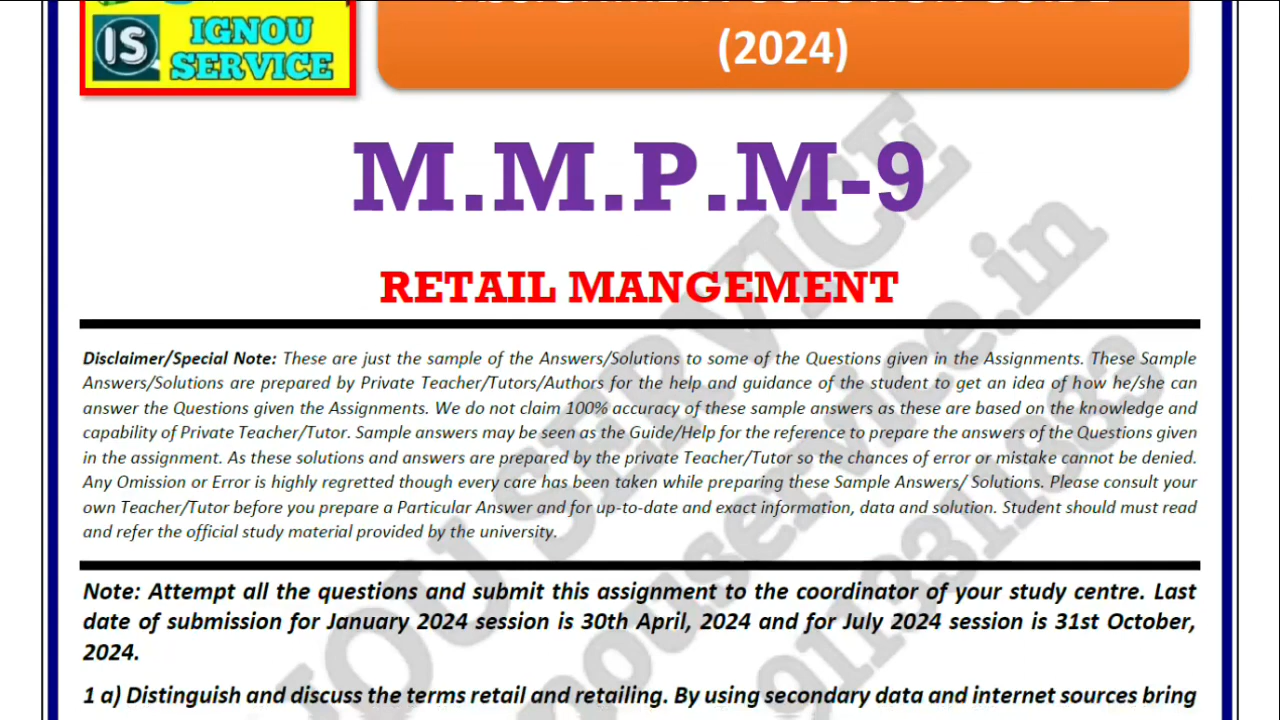 IGNOU
SERVICE
IS
(2024)
M.M.P.M-9
RETAIL MANGEMENT
Disclaimer/Special Note: These are just the sample of the Answers/Solutions to some of the Questions given in the Assignments. These Sample
Answers/Solutions are prepared by Private Teacher/Tutors/Authors for the help and guidance of the student to get an idea of how he/she can
answer the Questions given the Assignments. We do not claim 100% accuracy of these sample answers as these are based on the knowledge and
capability of Private Teacher/Tutor. Sample answers may be seen as the Guide/Help for the reference to prepare the answers of the Questions given
in the assignment. As these solutions and answers are prepared by the private Teacher/Tutor so the chances of error or mistake cannot be denied.
Any Omission or Error is highly regretted though every care has been taken while preparing these Sample Answers/ Solutions. Please consult your
own Teacher/Tutor before you prepare a Particular Answer and for up-to-date and exact information, data and solution. Student should must read
and refer the official study material provided by the university.
Note: Attempt all the questions and submit this assignment to the coordinator of your study centre. Last
date of submission for January 2024 session is 30th April, 2024 and for July 2024 session is 31st October,
2024.
1 a) Distinguish and discuss the terms retail and retailing. By using secondary data and internet sources bring